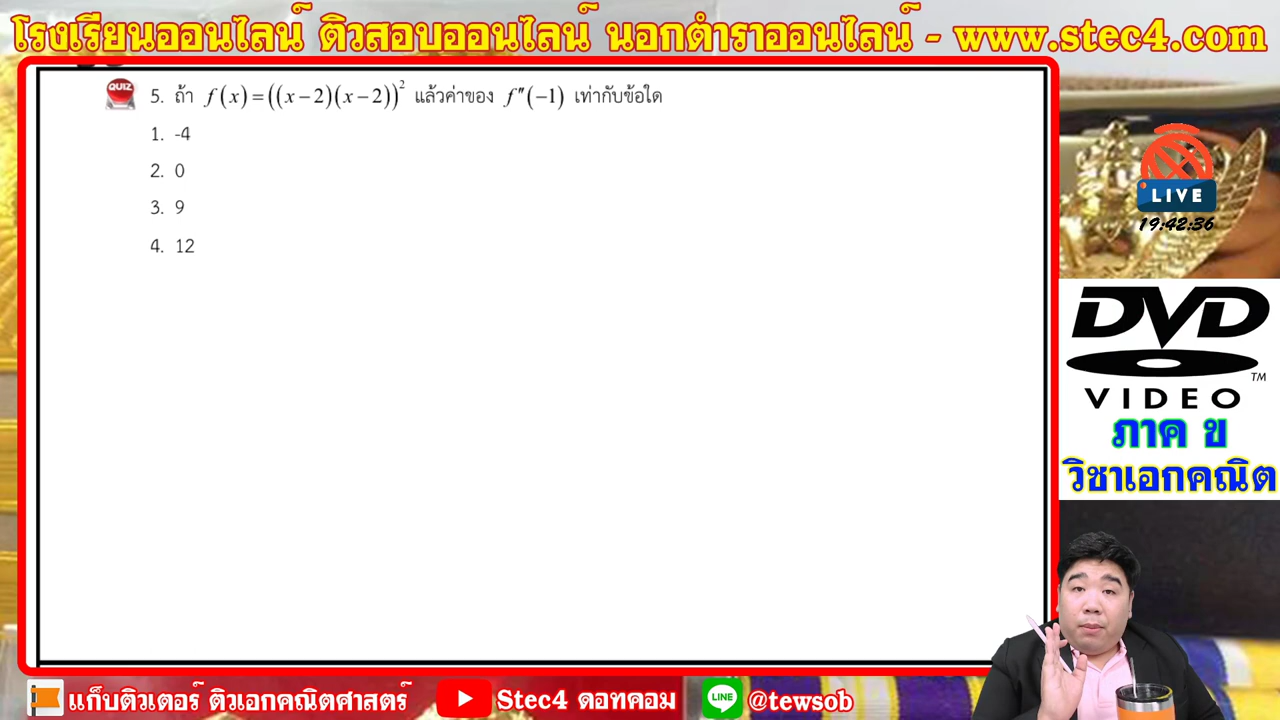 โรงเรียนออนไลน์ ติวสอบออนไลน์ นอกตำราออนไลน์ - www.stec4.com
QUIZ
5. ถ้า f(x)=((x−2)(x−2))² แล้วค่าของ f″(−1) เท่ากับข้อใด
1. -4
2. 0
3. 9
4. 12
LIVE
19:42:36
DVD
TM
VIDEO
ภาค ข
วิชาเอกคณิต
แก็บติวเตอร์ ติวเอกคณิตศาสตร์
Stec4 ดอทคอม
LINE
@tewsob